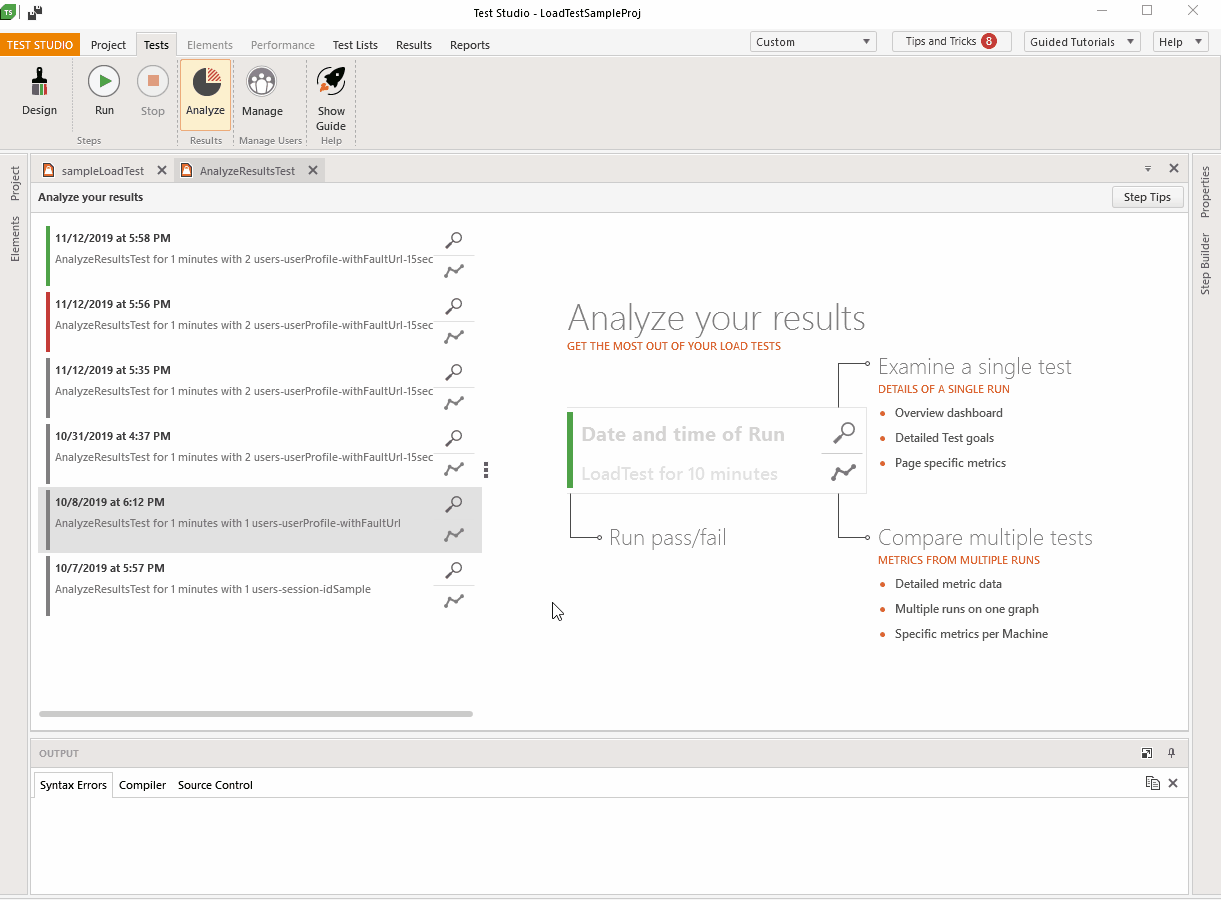 TS
Test Studio - LoadTestSampleProj
TEST STUDIO Project Tests Elements Performance Test Lists Results Reports Custom Tips and Tricks 8 Guided Tutorials Help
Design Run Stop Analyze Manage Show Guide
Steps Results Manage Users Help
Project
Elements
sampleLoadTest AnalyzeResultsTest
Analyze your results Step Tips
11/12/2019 at 5:58 PM
AnalyzeResultsTest for 1 minutes with 2 users-userProfile-withFaultUrl-15sec
11/12/2019 at 5:56 PM
AnalyzeResultsTest for 1 minutes with 2 users-userProfile-withFaultUrl-15sec
11/12/2019 at 5:35 PM
AnalyzeResultsTest for 1 minutes with 2 users-userProfile-withFaultUrl-15sec
10/31/2019 at 4:37 PM
AnalyzeResultsTest for 1 minutes with 2 users-userProfile-withFaultUrl-15sec
10/8/2019 at 6:12 PM
AnalyzeResultsTest for 1 minutes with 1 users-userProfile-withFaultUrl
10/7/2019 at 5:57 PM
AnalyzeResultsTest for 1 minutes with 1 users-session-idSample
Analyze your results
GET THE MOST OUT OF YOUR LOAD TESTS
Date and time of Run
LoadTest for 10 minutes
Run pass/fail
Examine a single test
DETAILS OF A SINGLE RUN
Overview dashboard
Detailed Test goals
Page specific metrics
Compare multiple tests
METRICS FROM MULTIPLE RUNS
Detailed metric data
Multiple runs on one graph
Specific metrics per Machine
Properties
Step Builder
OUTPUT
Syntax Errors Compiler Source Control